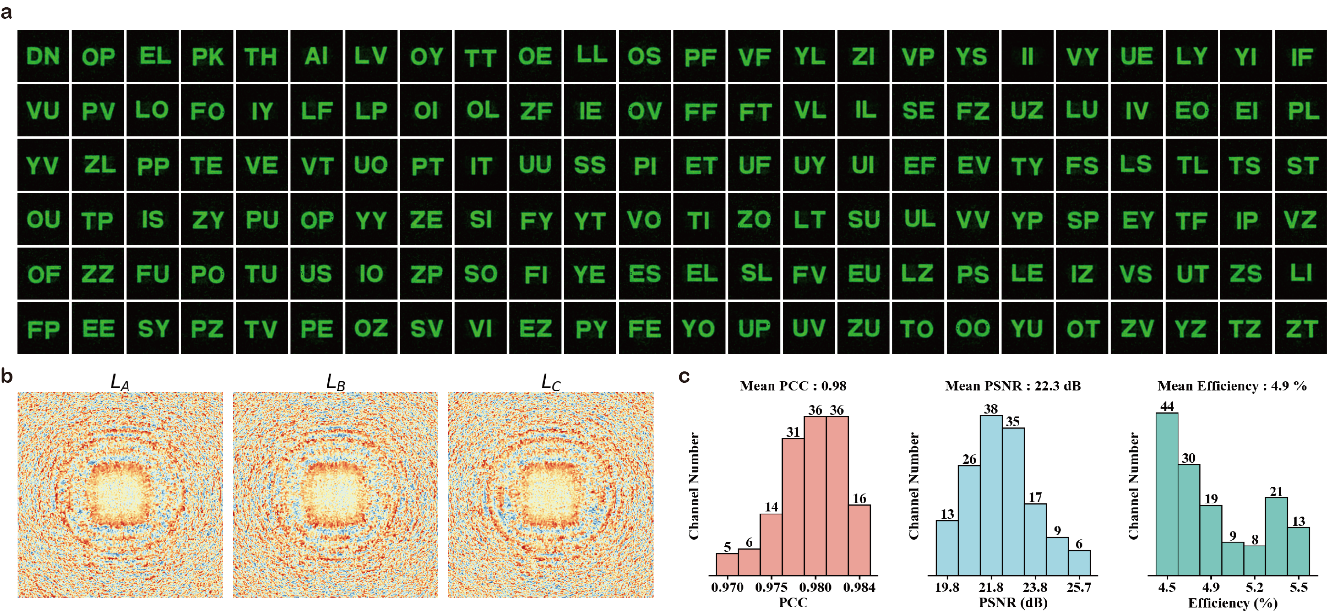 a
DN OP EL PK TH AI LV OY TT OE LL OS PF VF YL ZI VP YS II VY UE LY YI IF
VU PV LO FO IY LF LP OI OL ZF IE OV FF FT VL IL SE FZ UZ LU IV EO EI PL
YV ZL PP TE VE VT UO PT IT UU SS PI ET UF UY UI EF EV TY FS LS TL TS ST
OU TP IS ZY PU OP YY ZE SI FY YT VO TI ZO LT SU UL VV YP SP EY TF IP VZ
OF ZZ FU PO TU US IO ZP SO FI YE ES EL SL FV EU LZ PS LE IZ VS UT ZS LI
FP EE SY PZ TV PE OZ SV VI EZ PY FE YO UP UV ZU TO OO YU OT ZV YZ TZ ZT
b
L_A L_B L_C
c
Mean PCC : 0.98
Channel Number
5 6 14 31 36 36 16
0.970 0.975 0.980 0.984
PCC
Mean PSNR : 22.3 dB
Channel Number
13 26 38 35 17 9 6
19.8 21.8 23.8 25.7
PSNR (dB)
Mean Efficiency : 4.9 %
Channel Number
44 30 19 9 8 21 13
4.5 4.9 5.2 5.5
Efficiency (%)